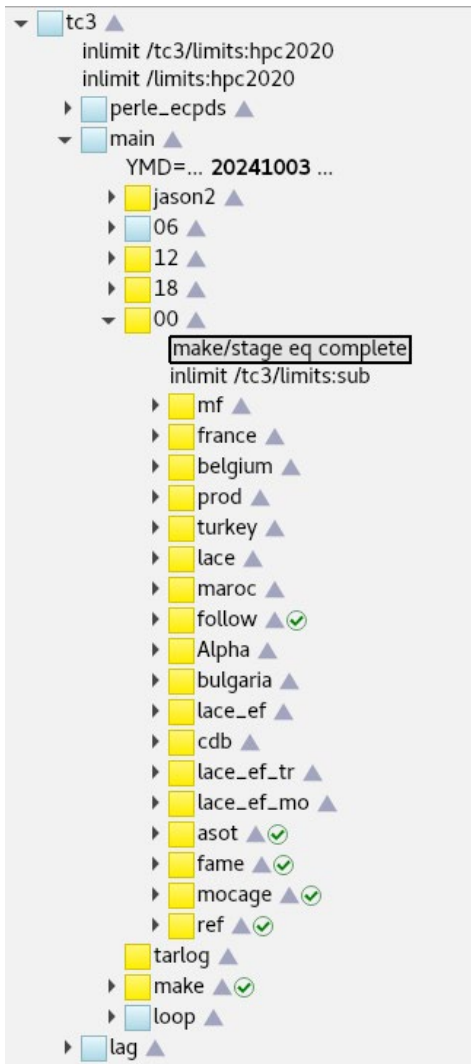 tc3
inlimit /tc3/limits:hpc2020
inlimit /limits:hpc2020
perle_ecpds
main
YMD=... 20241003 ...
jason2
06
12
18
00
make/stage eq complete
inlimit /tc3/limits:sub
mf
france
belgium
prod
turkey
lace
maroc
follow
Alpha
bulgaria
lace_ef
cdb
lace_ef_tr
lace_ef_mo
asot
fame
mocage
ref
tarlog
make
loop
lag